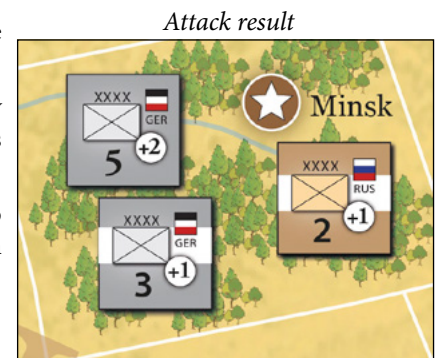 Attack result
XXXX
GER
+2
5
Minsk
XXXX
RUS
+1
2
XXXX
GER
+1
3